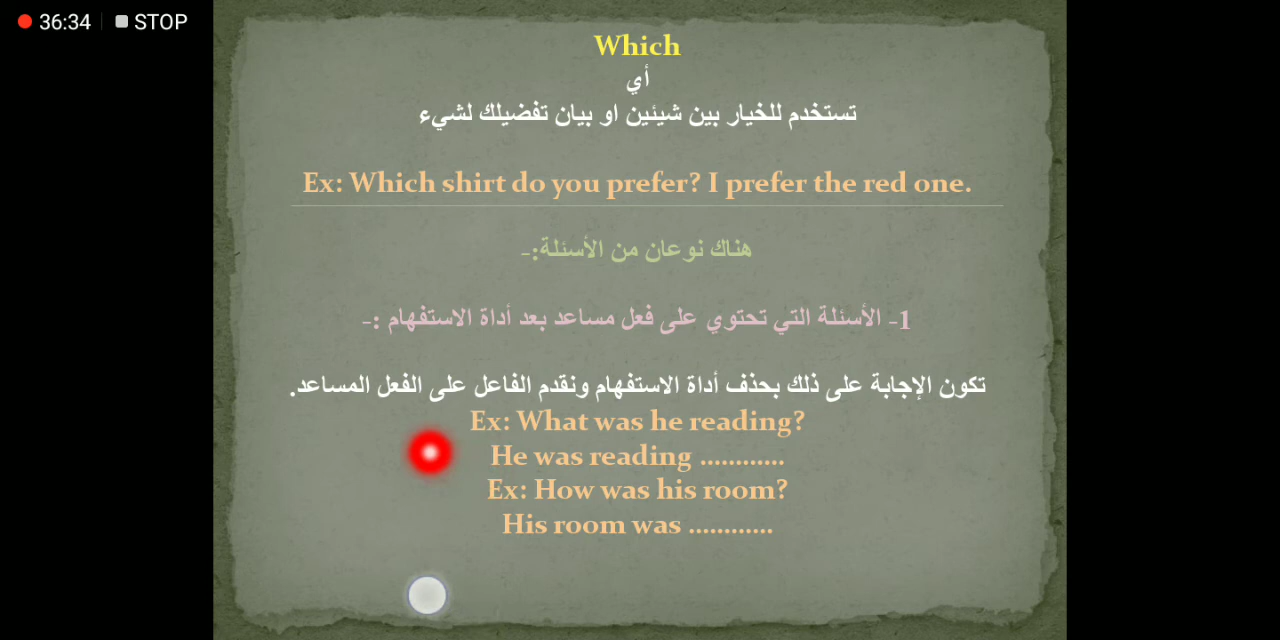 36:34 STOP
Which
أي
تستخدم للخيار بين شيئين او بيان تفضيلك لشيء
Ex: Which shirt do you prefer? I prefer the red one.
هناك نوعان من الأسئلة:-
1- الأسئلة التي تحتوي على فعل مساعد بعد أداة الاستفهام :-
تكون الإجابة على ذلك بحذف أداة الاستفهام ونقدم الفاعل على الفعل المساعد.
Ex: What was he reading?
He was reading ............
Ex: How was his room?
His room was ............